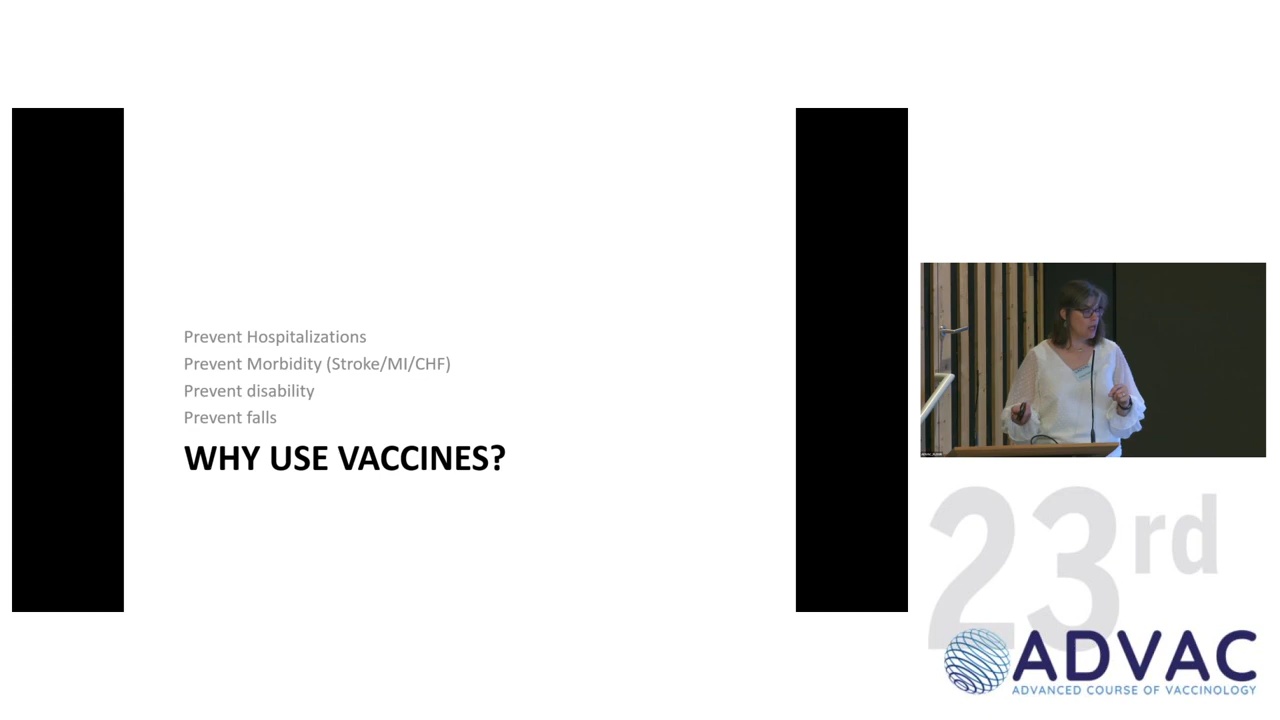 Prevent Hospitalizations
Prevent Morbidity (Stroke/MI/CHF)
Prevent disability
Prevent falls
WHY USE VACCINES?
23rd
ADVAC
ADVANCED COURSE OF VACCINOLOGY